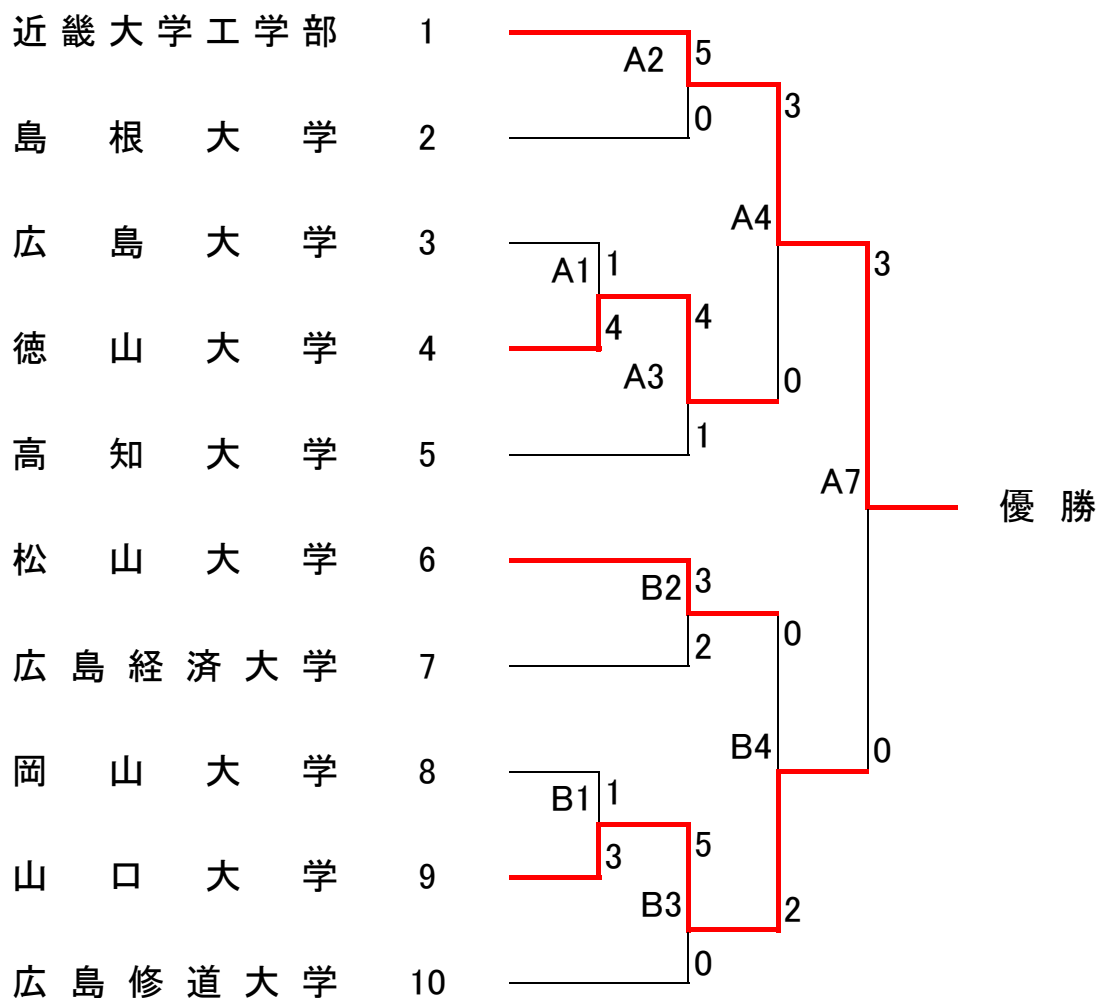 近畿大学工学部 1
A2 5
3
島根大学 2
0
広島大学 3
A4
A1 1
3
徳山大学 4
4 4
A3 0
高知大学 5
1
A7
優勝
松山大学 6
B2 3
0
広島経済大学 7
2
岡山大学 8
B4 0
B1 1
山口大学 9
3 5
B3 2
広島修道大学 10
0